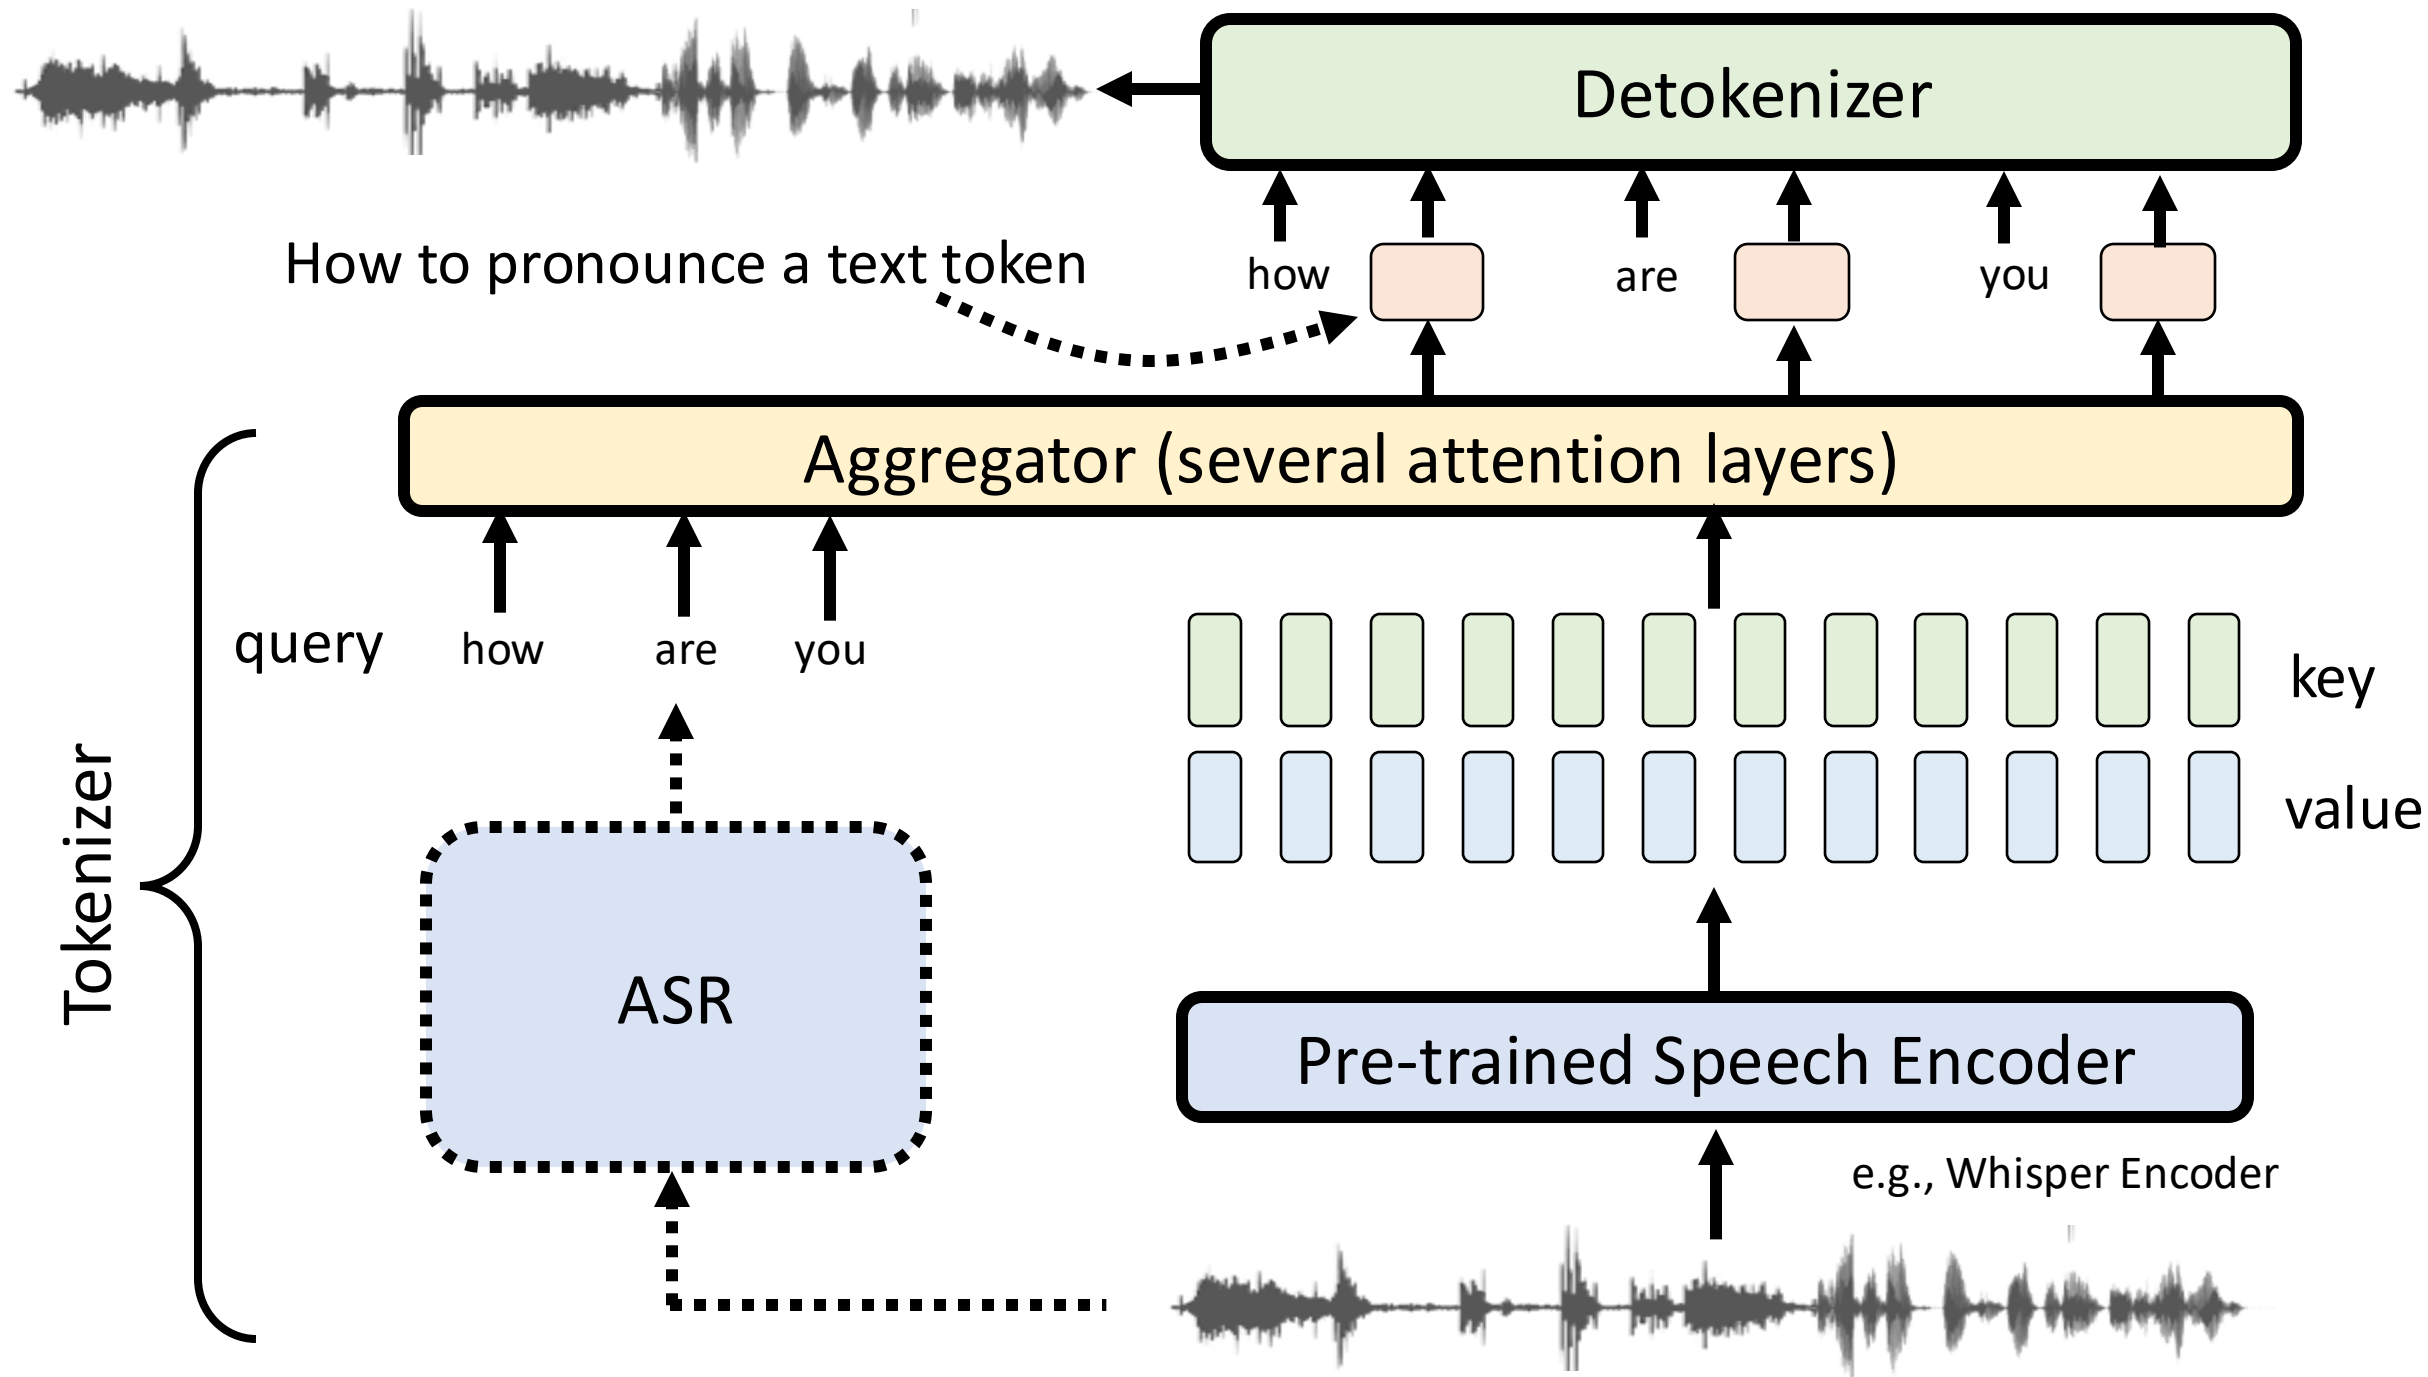 Detokenizer
How to pronounce a text token
how are you
Aggregator (several attention layers)
query how are you
key
value
Tokenizer
ASR
Pre-trained Speech Encoder
e.g., Whisper Encoder